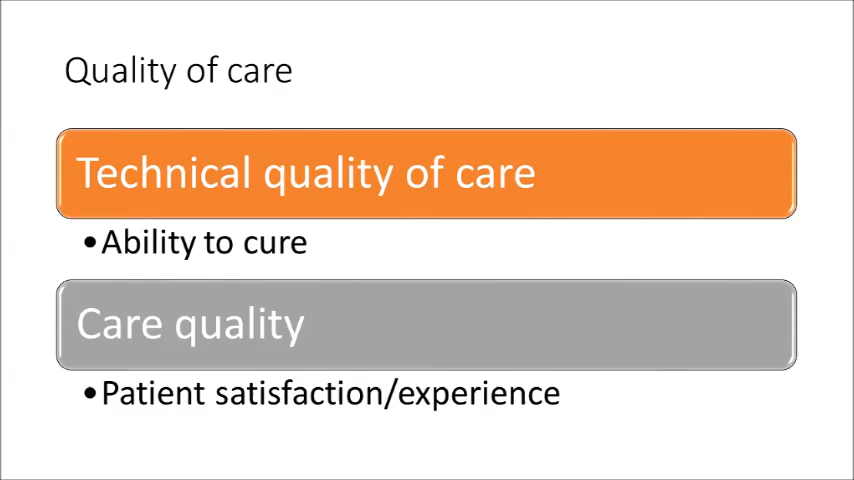 Quality of care
Technical quality of care
•Ability to cure
Care quality
•Patient satisfaction/experience